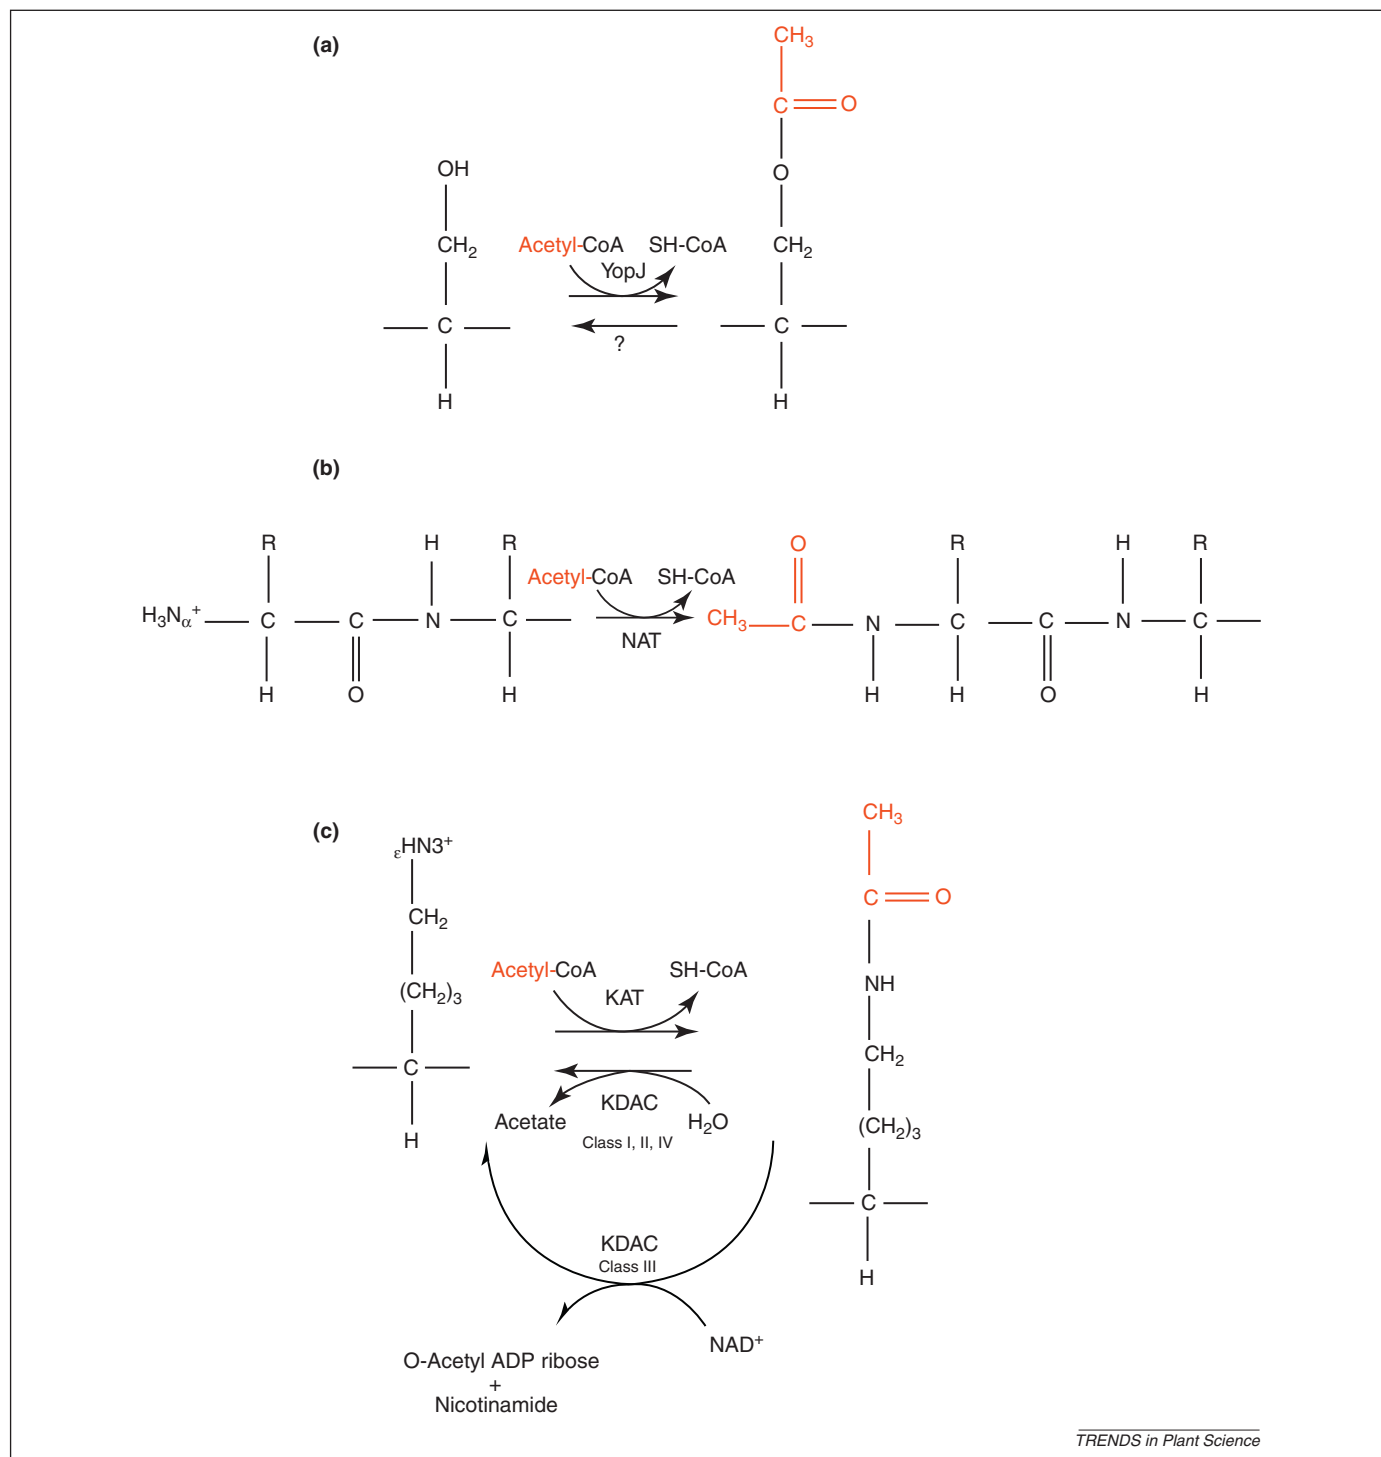 (a)
CH3
C O
OH
O
CH2
Acetyl-CoA SH-CoA
CH2
YopJ
C
C
?
H
H
(b)
R H R
O R H R
Acetyl-CoA SH-CoA
H3Nα+ C C N C
CH3 C N C C N C
NAT
H O H
H H O H
(c)
CH3
εHN3+
C O
CH2
Acetyl-CoA SH-CoA
(CH2)3
KAT
NH
C
CH2
KDAC
Acetate H2O
H
Class I, II, IV
(CH2)3
C
KDAC
Class III
H
NAD+
O-Acetyl ADP ribose
+
Nicotinamide
TRENDS in Plant Science